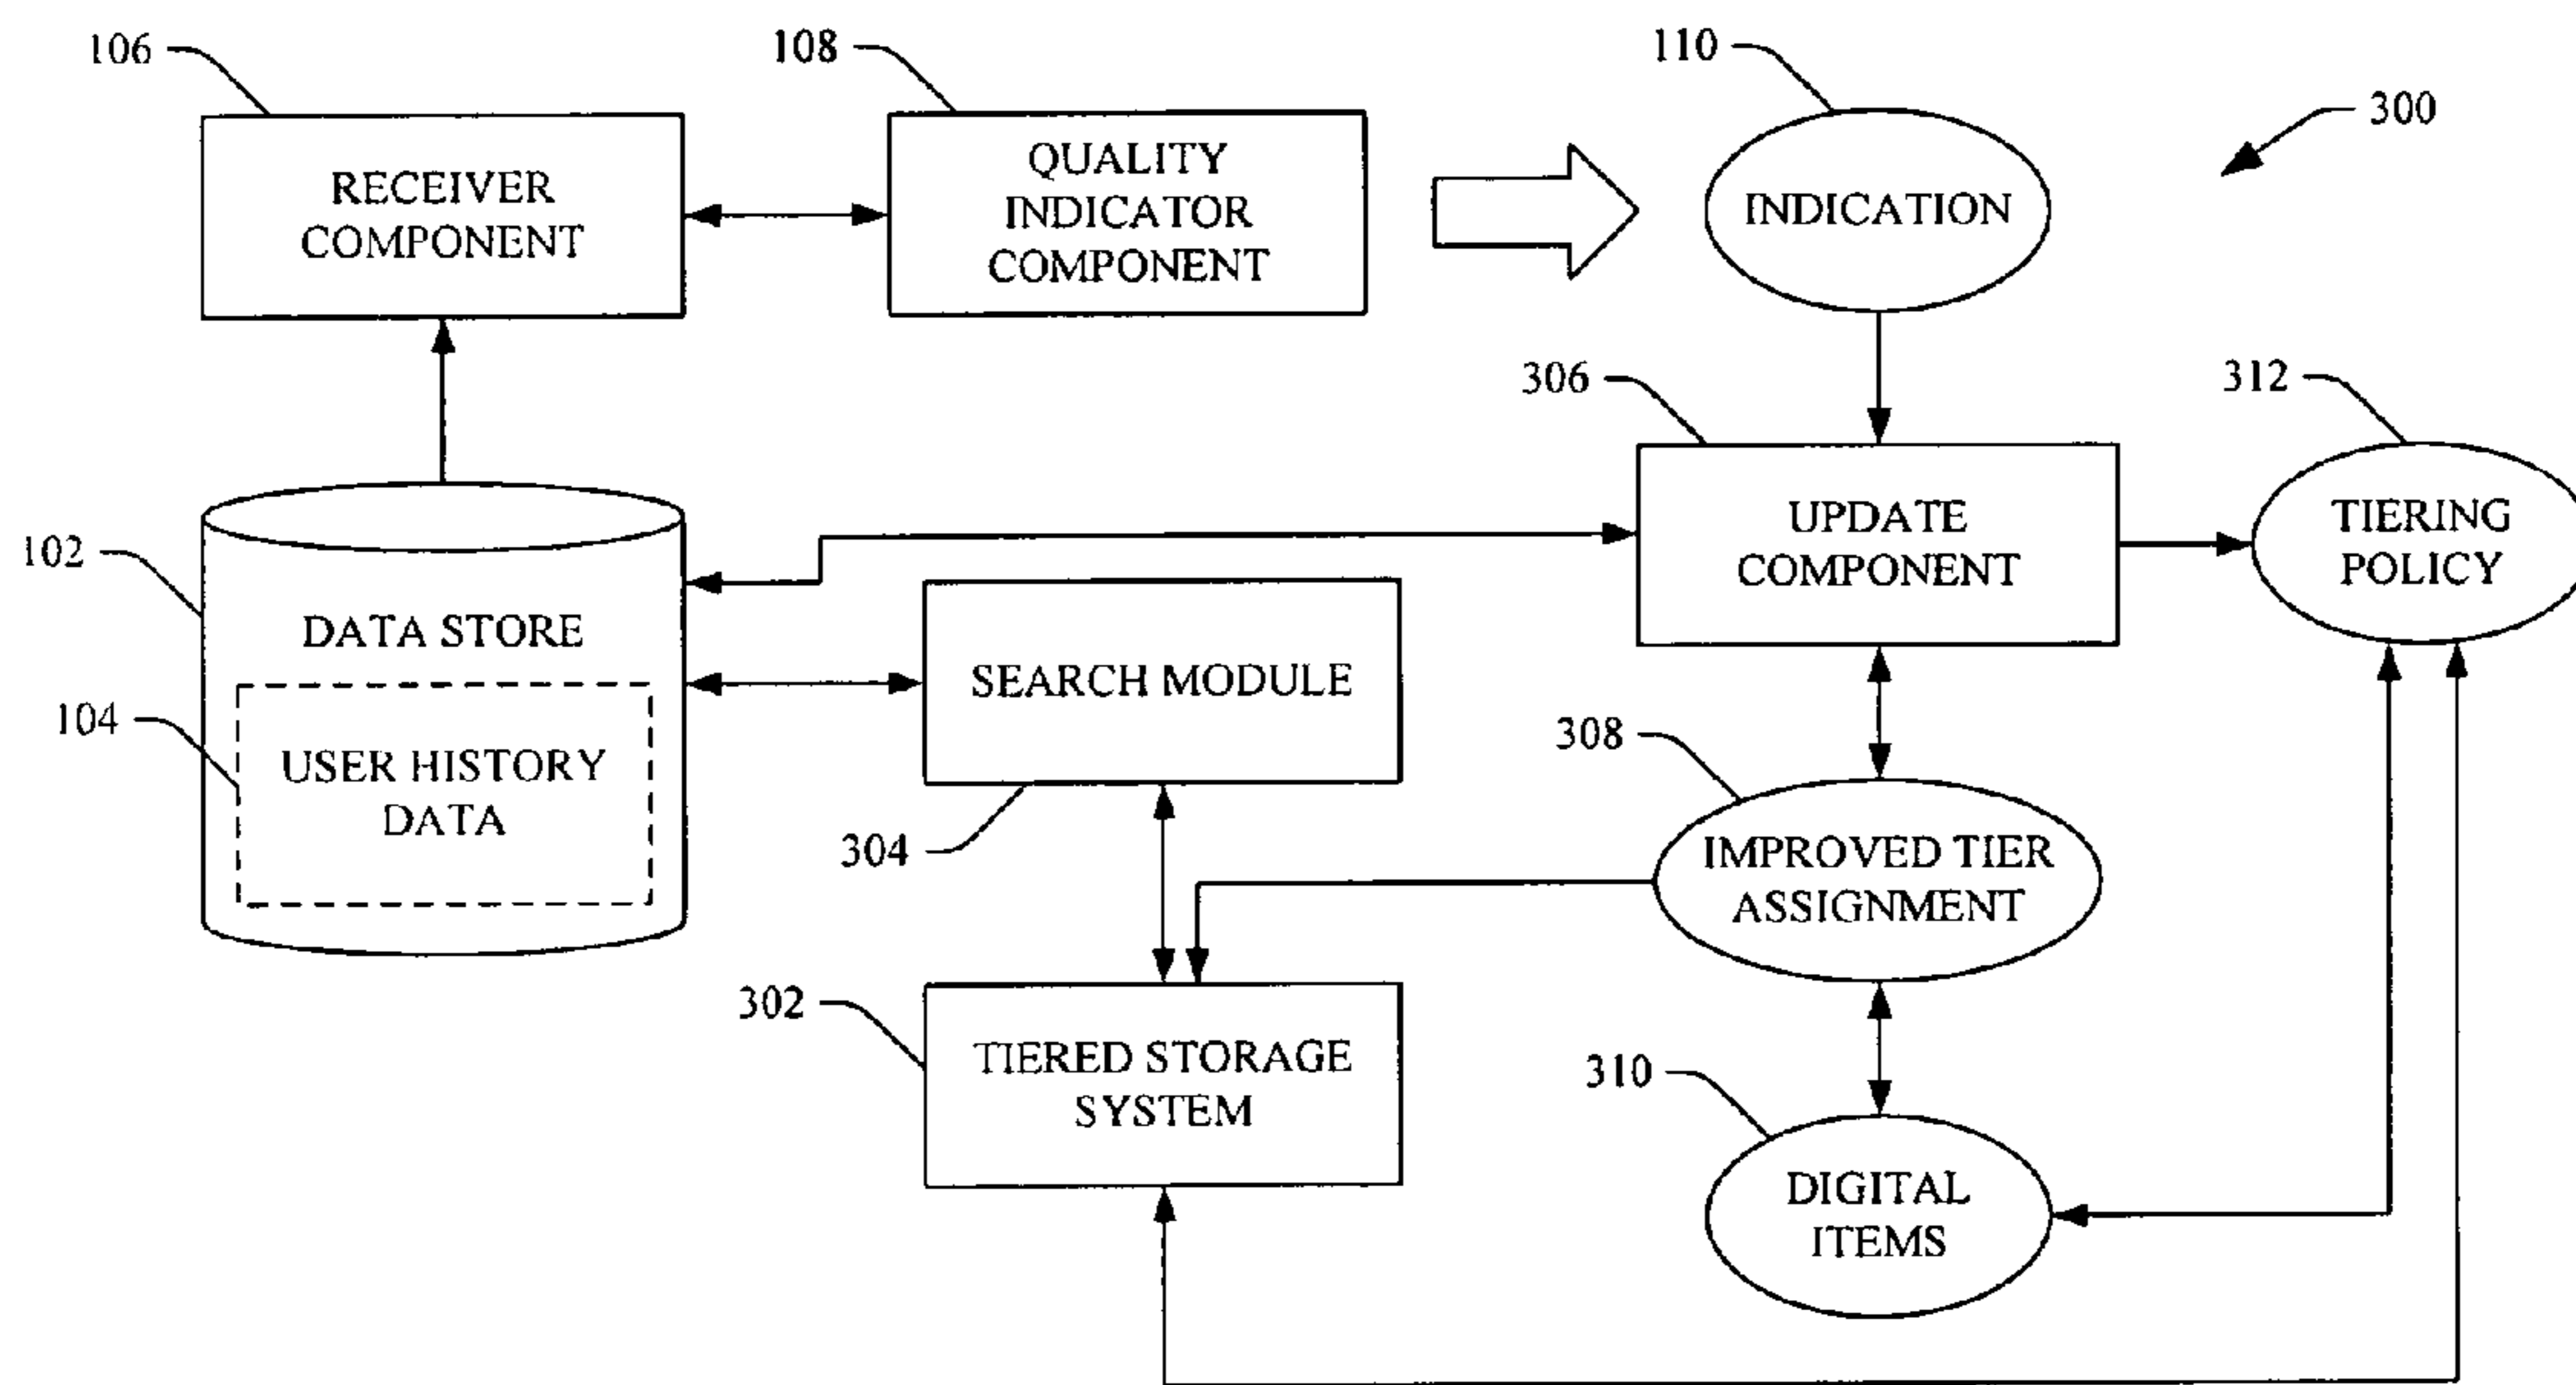 106
108
110
300
RECEIVER
COMPONENT
QUALITY
INDICATOR
COMPONENT
INDICATION
306
312
102
UPDATE
COMPONENT
TIERING
POLICY
DATA STORE
SEARCH MODULE
104
USER HISTORY
DATA
308
304
IMPROVED TIER
ASSIGNMENT
302
TIERED STORAGE
SYSTEM
310
DIGITAL
ITEMS